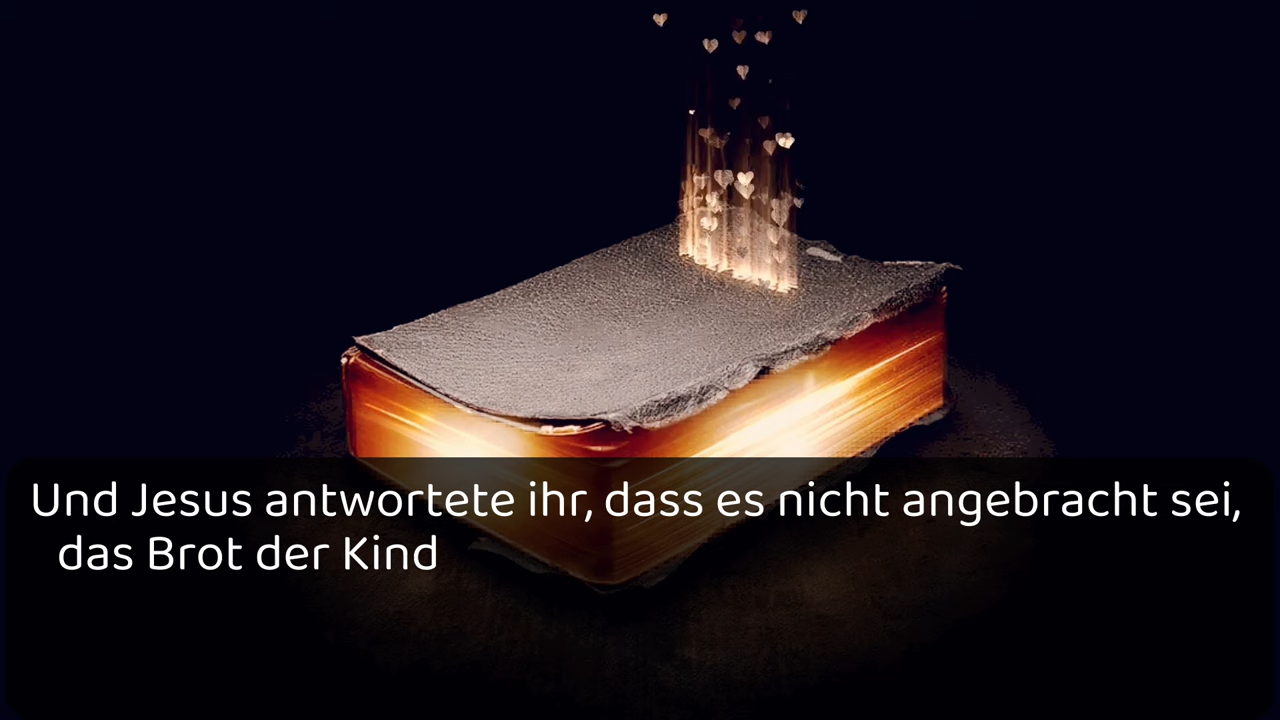 Und Jesus antwortete ihr, dass es nicht angebracht sei,
das Brot der Kind